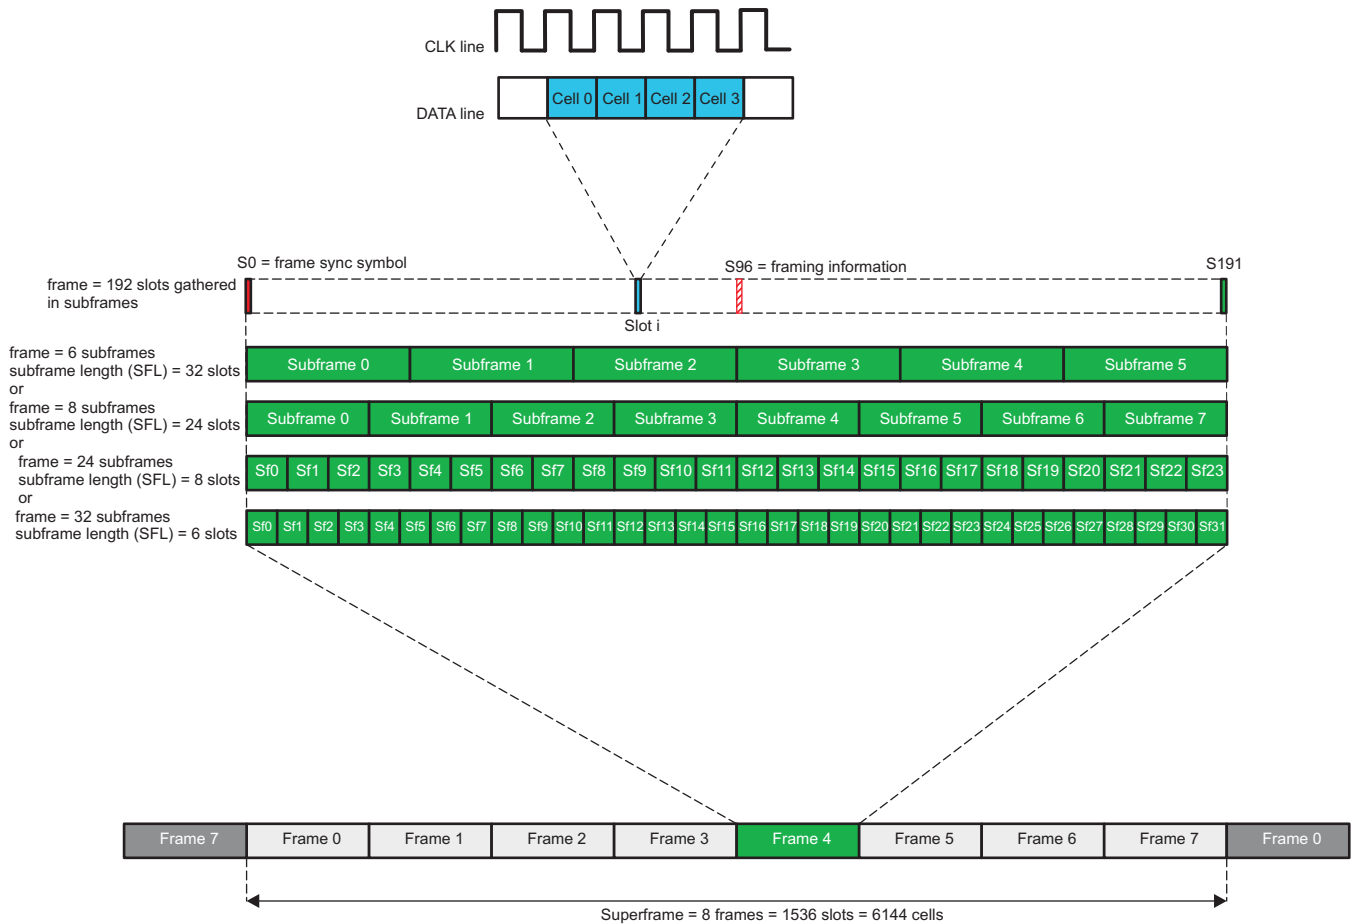 CLK line
Cell 0 Cell 1 Cell 2 Cell 3
DATA line
S0 = frame sync symbol
S96 = framing information
S191
frame = 192 slots gathered
in subframes
Slot i
frame = 6 subframes
subframe length (SFL) = 32 slots
or
Subframe 0 Subframe 1 Subframe 2 Subframe 3 Subframe 4 Subframe 5
frame = 8 subframes
subframe length (SFL) = 24 slots
or
Subframe 0 Subframe 1 Subframe 2 Subframe 3 Subframe 4 Subframe 5 Subframe 6 Subframe 7
frame = 24 subframes
subframe length (SFL) = 8 slots
or
Sf0 Sf1 Sf2 Sf3 Sf4 Sf5 Sf6 Sf7 Sf8 Sf9 Sf10 Sf11 Sf12 Sf13 Sf14 Sf15 Sf16 Sf17 Sf18 Sf19 Sf20 Sf21 Sf22 Sf23
frame = 32 subframes
subframe length (SFL) = 6 slots
Sf0 Sf1 Sf2 Sf3 Sf4 Sf5 Sf6 Sf7 Sf8 Sf9 Sf10 Sf11 Sf12 Sf13 Sf14 Sf15 Sf16 Sf17 Sf18 Sf19 Sf20 Sf21 Sf22 Sf23 Sf24 Sf25 Sf26 Sf27 Sf28 Sf29 Sf30 Sf31
Frame 7 Frame 0 Frame 1 Frame 2 Frame 3 Frame 4 Frame 5 Frame 6 Frame 7 Frame 0
Superframe = 8 frames = 1536 slots = 6144 cells